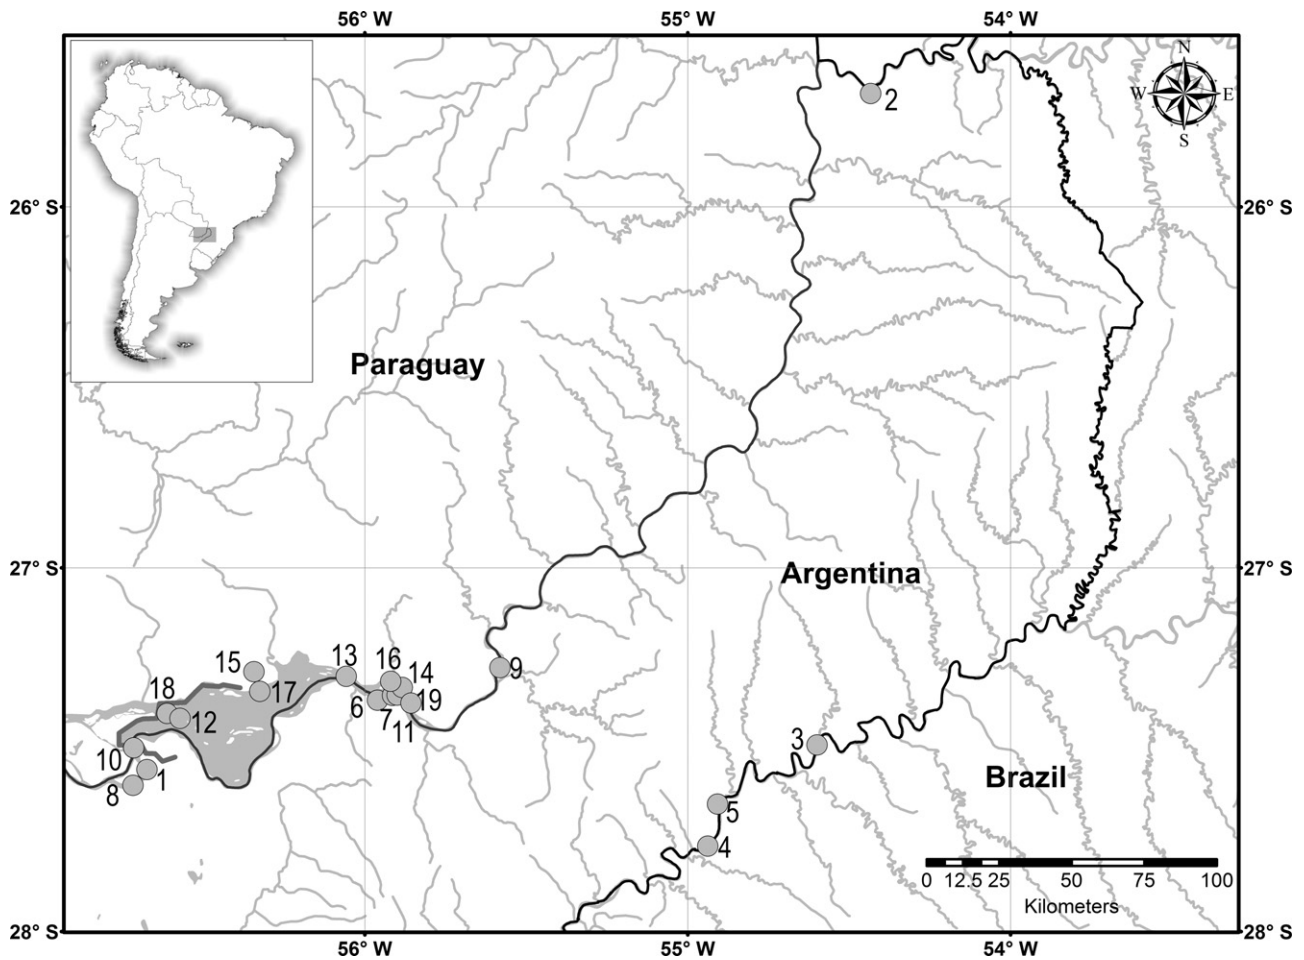 56° W
55° W
54° W
N
W
E
S
2
26° S
26° S
Paraguay
27° S
27° S
Argentina
15
13
16
14
9
18
17
6
7
19
12
11
10
3
1
8
Brazil
5
4
0 12.5 25 50 75 100
Kilometers
28° S
28° S
56° W
55° W
54° W